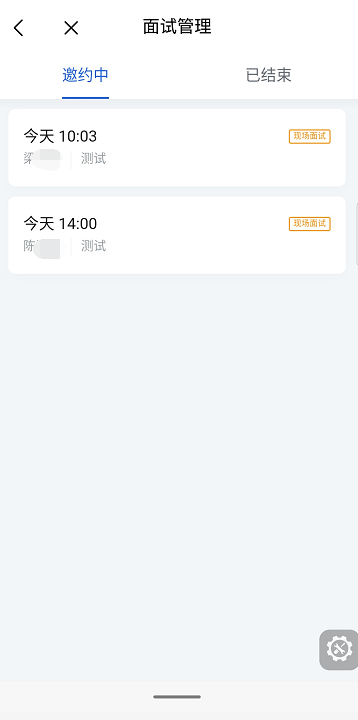 面试管理
邀约中 已结束
今天 10:03 现场面试
测试
今天 14:00 现场面试
陈 测试